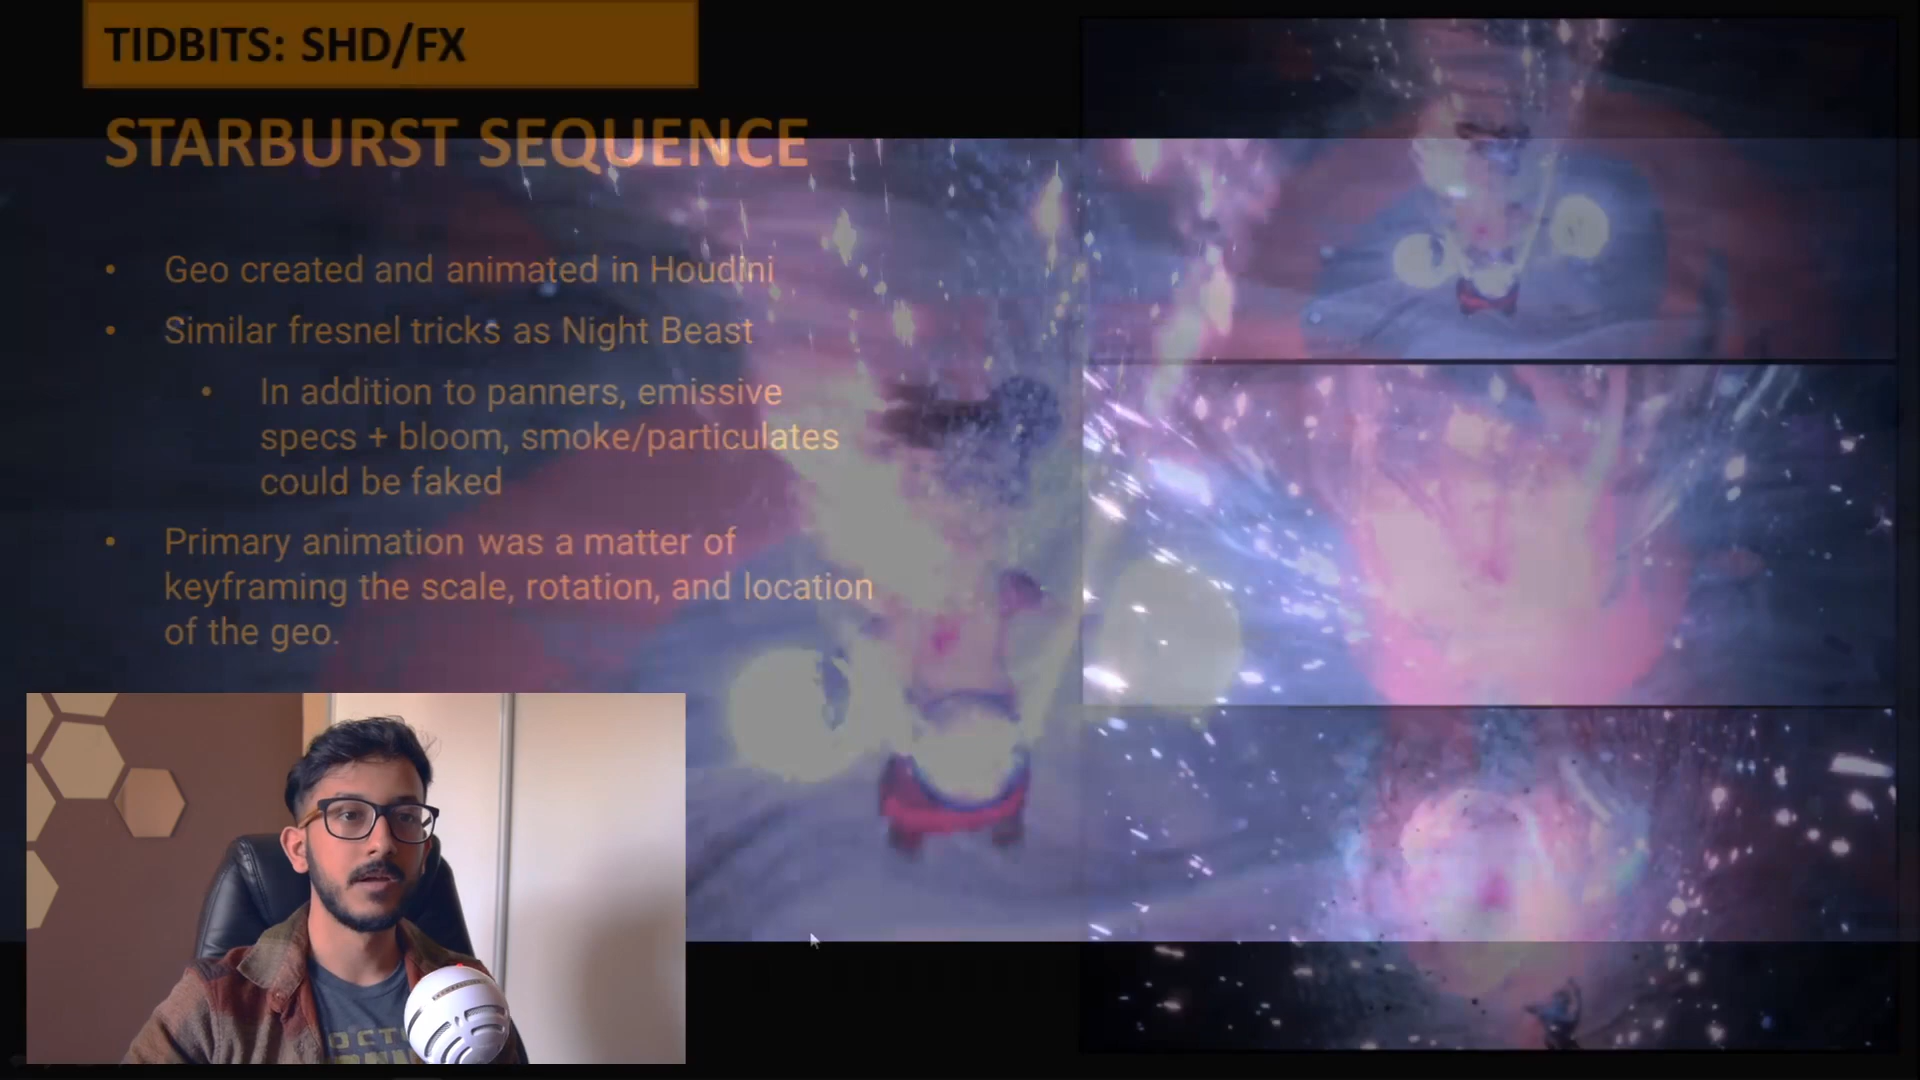 TIDBITS: SHD/FX
STARBURST SEQUENCE
• Geo created and animated in Houdini
• Similar fresnel tricks as Night Beast
• In addition to panners, emissive
specs + bloom, smoke/particulates
could be faked
• Primary animation was a matter of
keyframing the scale, rotation, and location
of the geo.